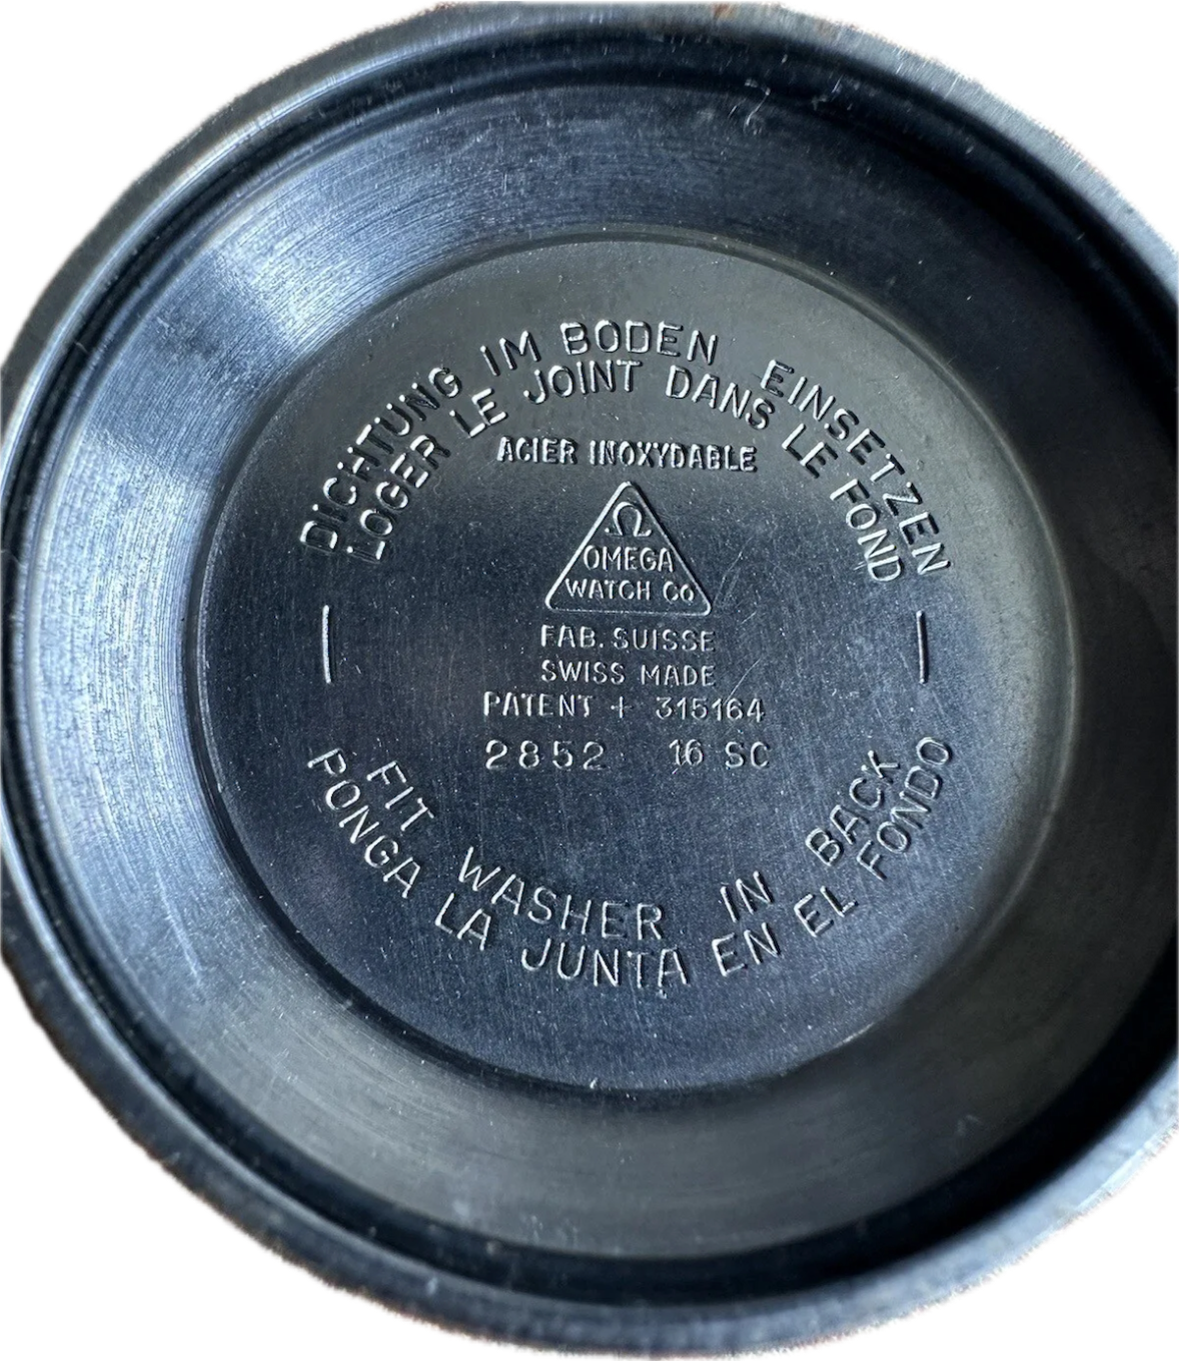 DICHTUNG IM BODEN EINSETZEN
LOGER LE JOINT DANS LE FOND
ACIER INOXYDABLE
Ω
OMEGA
WATCH Co
FAB. SUISSE
SWISS MADE
PATENT + 315164
2852 16 SC
FIT WASHER IN BACK
PONGA LA JUNTA EN EL FONDO